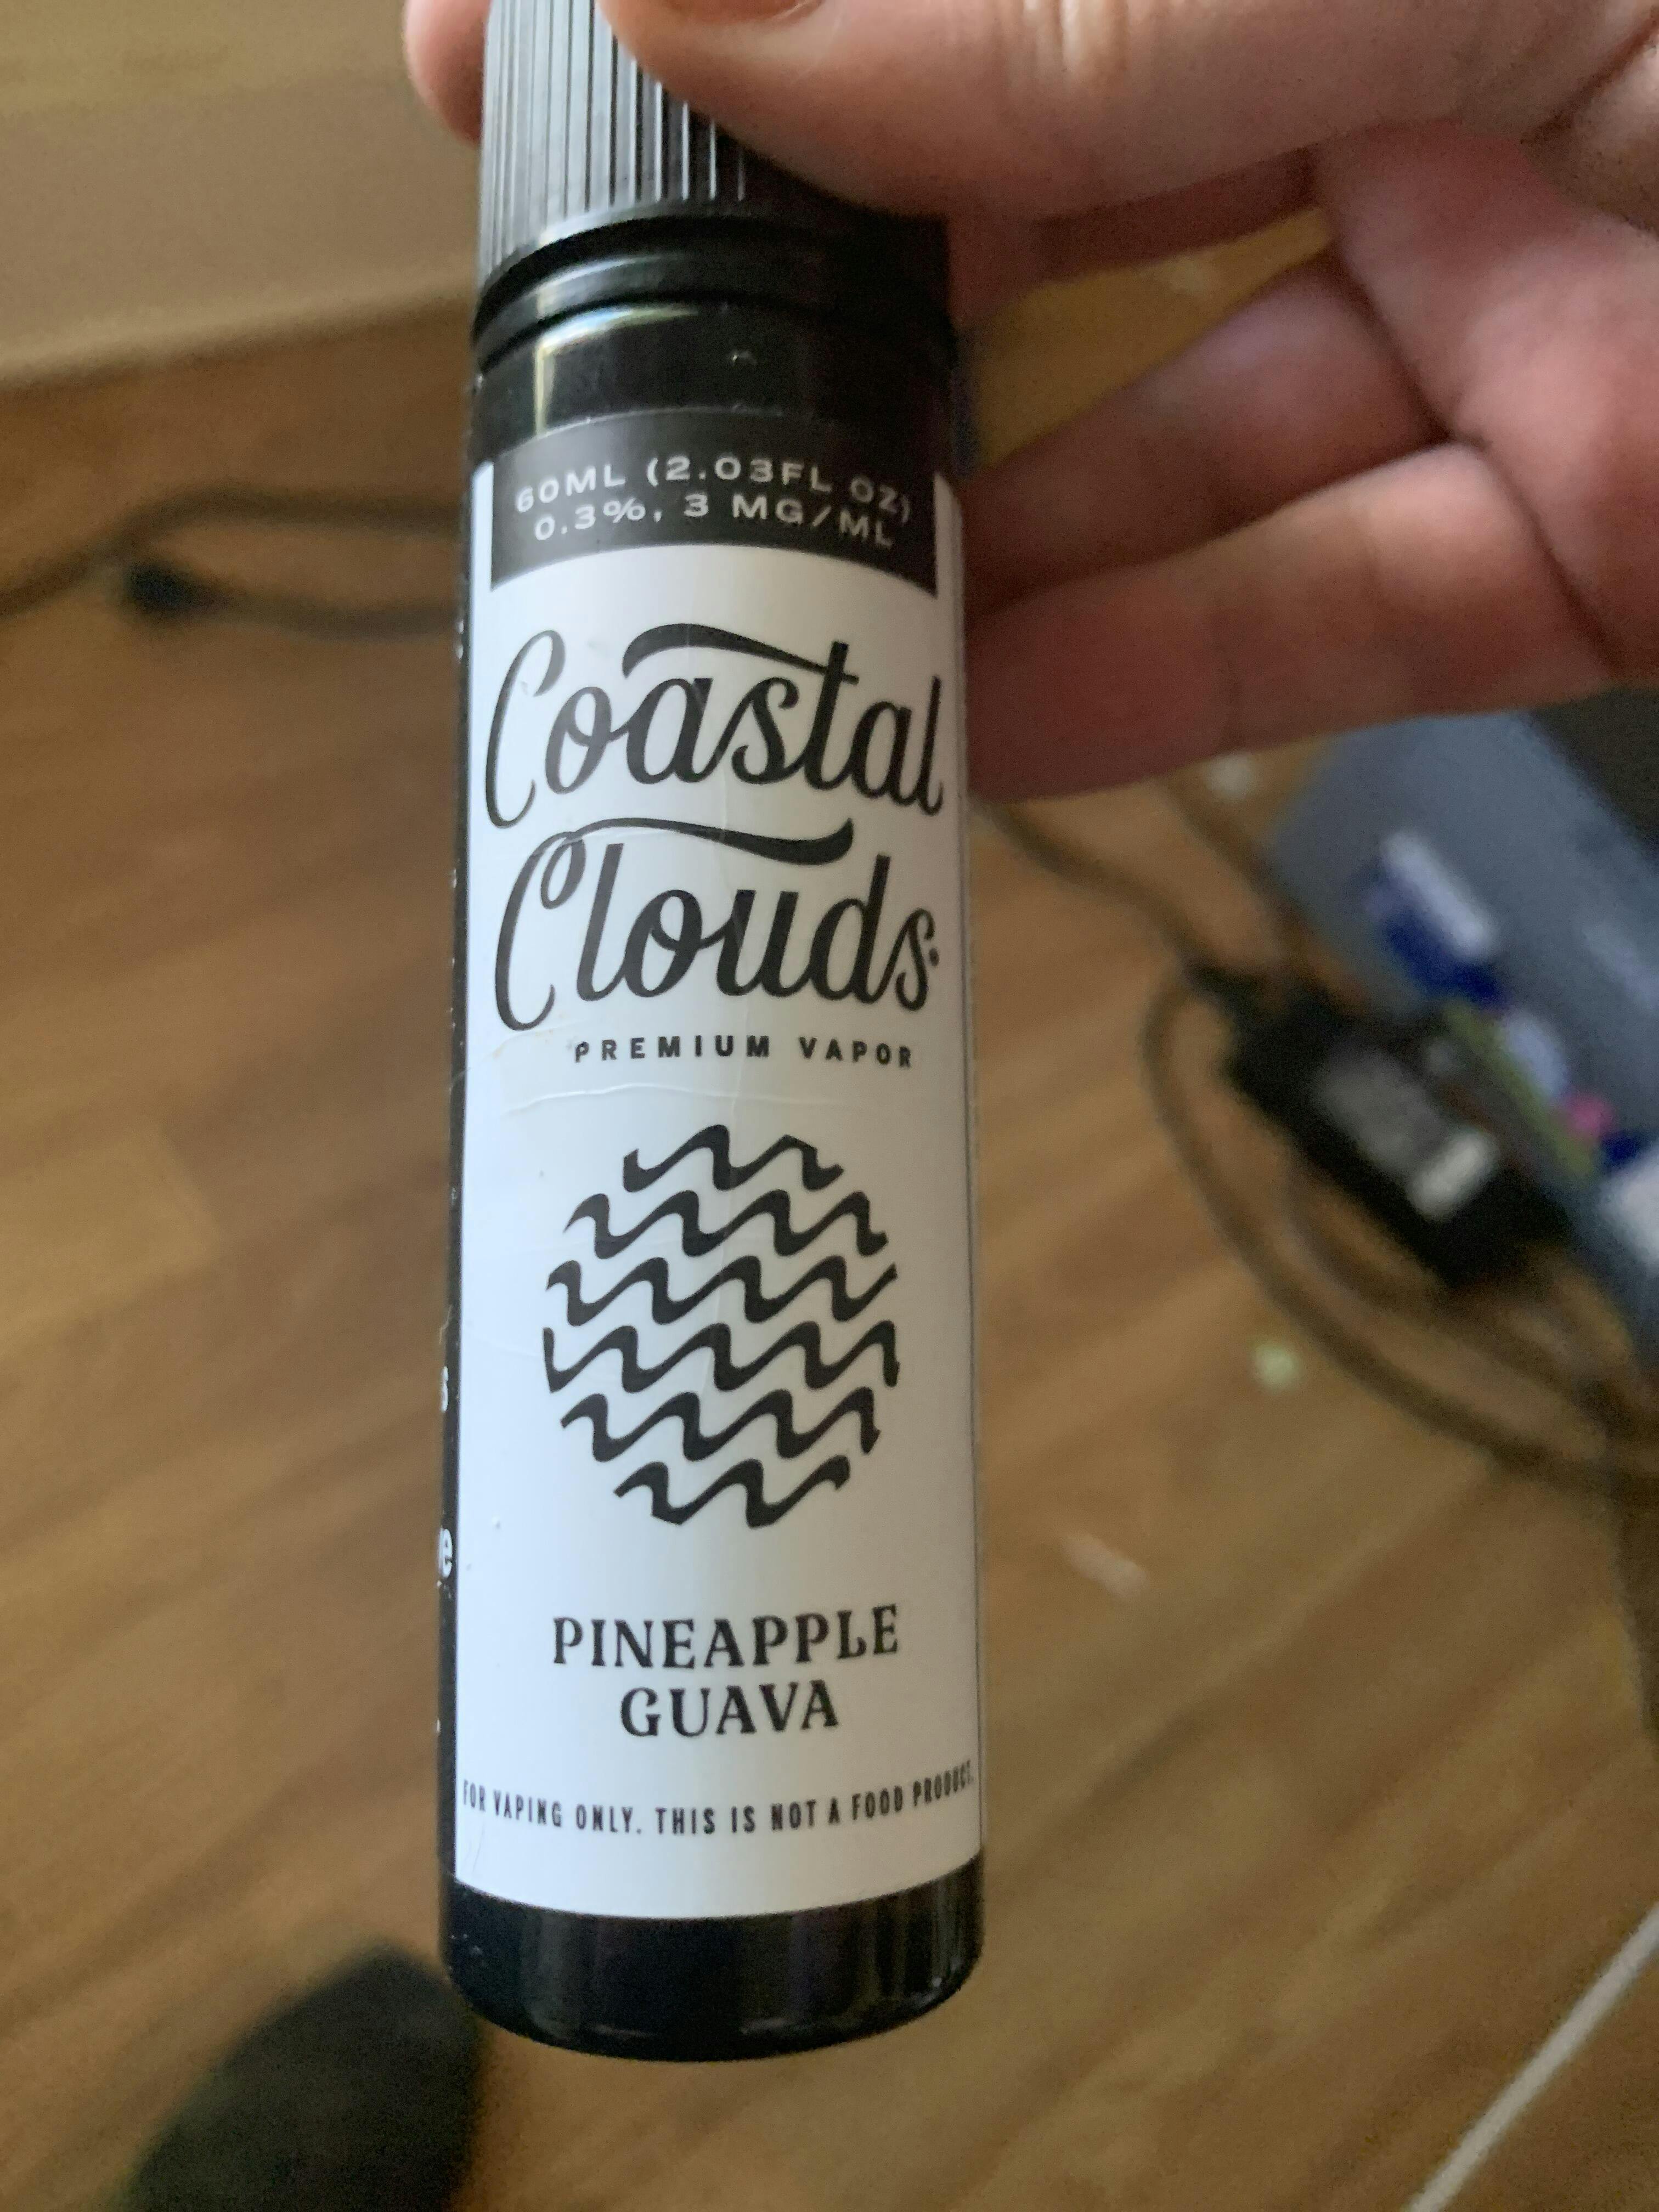 60ML (2.03FL OZ)
0.3%, 3 MG/ML
Coastal
Clouds
PREMIUM VAPOR
PINEAPPLE
GUAVA
FOR VAPING ONLY. THIS IS NOT A FOOD PRODUCT.